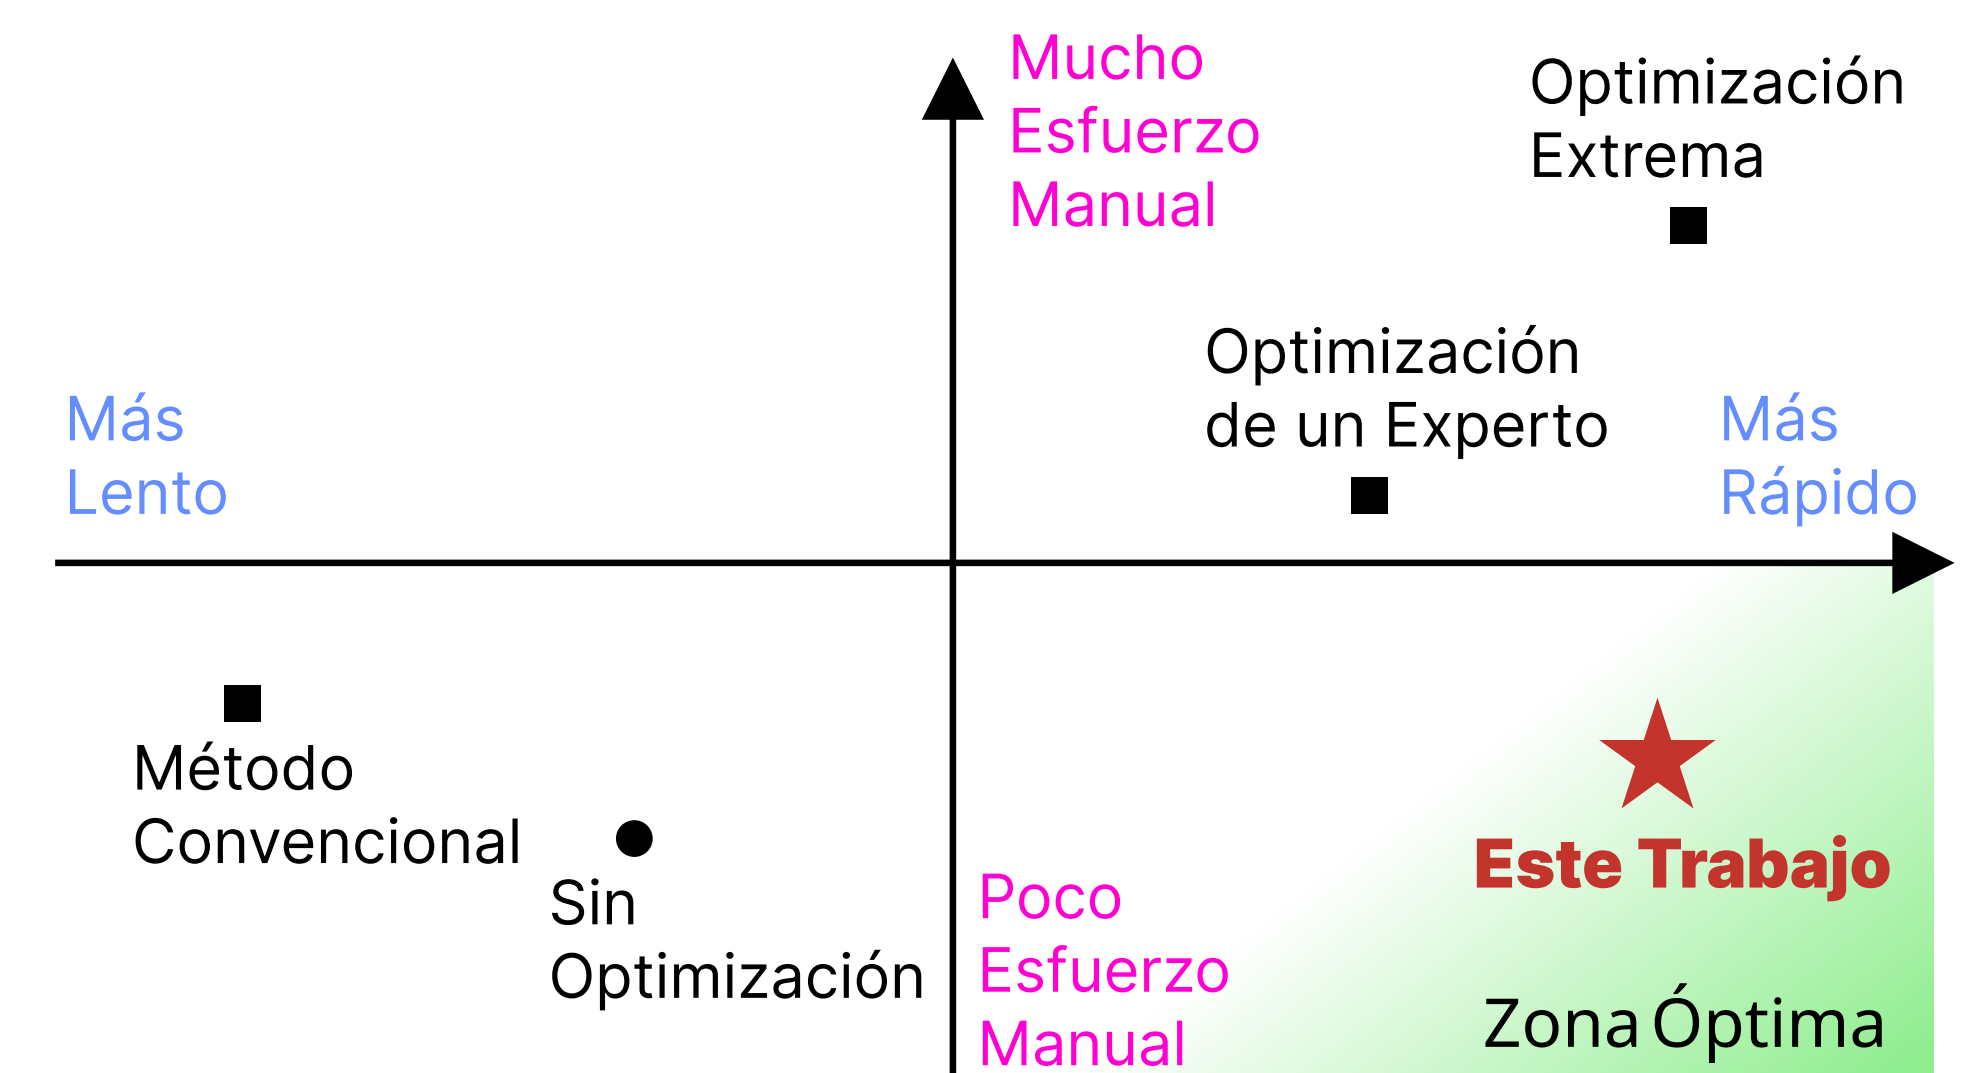 Mucho
Esfuerzo
Manual
Optimización
Extrema
Optimización
de un Experto
Más
Lento
Más
Rápido
Método
Convencional
Sin
Optimización
Poco
Esfuerzo
Manual
Este Trabajo
Zona Óptima